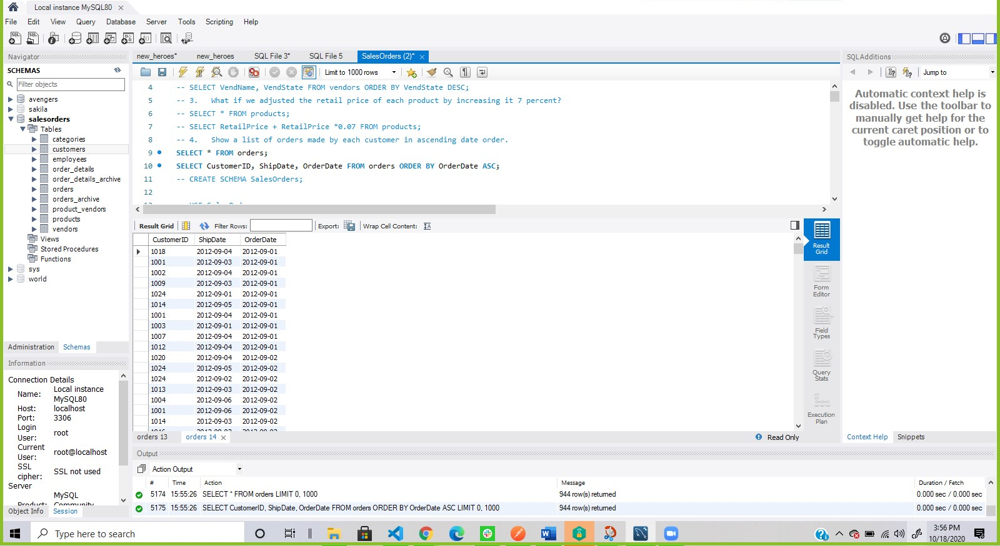 Local instance MySQL80
File Edit View Query Database Server Tools Scripting Help
Navigator
SCHEMAS
Filter objects
avengers
sakila
salesorders
Tables
categories
customers
employees
order_details
order_details_archive
orders
orders_archive
product_vendors
products
vendors
Views
Stored Procedures
Functions
sys
world
Administration Schemas
Information
Connection Details
Name: Local instance MySQL80
Host: localhost
Port: 3306
Login User: root
Current User: root@localhost
SSL cipher: SSL not used
Server
Product: MySQL Community
Object Info Session
new_heroes* new_heroes SQL File 3* SQL File 5 SalesOrders (2)*
Limit to 1000 rows
4 -- SELECT VendName, VendState FROM vendors ORDER BY VendState DESC;
5 -- 3. What if we adjusted the retail price of each product by increasing it 7 percent?
6 -- SELECT * FROM products;
7 -- SELECT RetailPrice + RetailPrice *0.07 FROM products;
8 -- 4. Show a list of orders made by each customer in ascending date order.
9 SELECT * FROM orders;
10 SELECT CustomerID, ShipDate, OrderDate FROM orders ORDER BY OrderDate ASC;
11 -- CREATE SCHEMA SalesOrders;
12
Result Grid Filter Rows: Export: Wrap Cell Content:
CustomerID ShipDate OrderDate
1018 2012-09-04 2012-09-01
1001 2012-09-03 2012-09-01
1002 2012-09-04 2012-09-01
1009 2012-09-03 2012-09-01
1024 2012-09-01 2012-09-01
1014 2012-09-05 2012-09-01
1001 2012-09-04 2012-09-01
1003 2012-09-01 2012-09-01
1007 2012-09-04 2012-09-01
1012 2012-09-04 2012-09-01
1020 2012-09-04 2012-09-02
1024 2012-09-05 2012-09-02
1024 2012-09-02 2012-09-02
1013 2012-09-03 2012-09-02
1004 2012-09-06 2012-09-02
1001 2012-09-06 2012-09-02
1014 2012-09-03 2012-09-02
Result Grid
Form Editor
Field Types
Query Stats
Execution Plan
orders 13 orders 14
Read Only
Output
Action Output
# Time Action Message Duration / Fetch
5174 15:55:26 SELECT * FROM orders LIMIT 0, 1000 944 row(s) returned 0.000 sec / 0.000 sec
5175 15:55:26 SELECT CustomerID, ShipDate, OrderDate FROM orders ORDER BY OrderDate ASC LIMIT 0, 1000 944 row(s) returned 0.000 sec / 0.000 sec
SQLAdditions
Jump to
Automatic context help is
disabled. Use the toolbar to
manually get help for the
current caret position or to
toggle automatic help.
Context Help Snippets
Type here to search
3:56 PM
10/18/2020